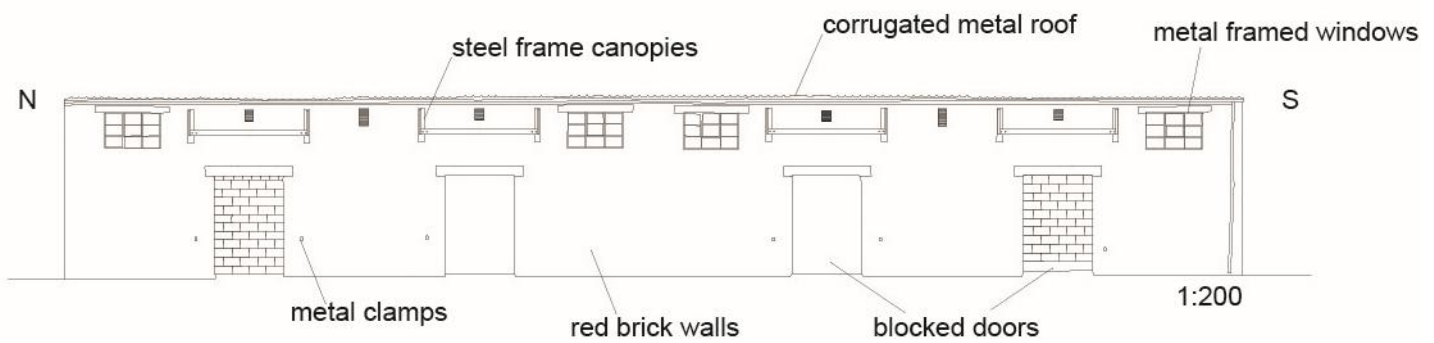 corrugated metal roof
metal framed windows
steel frame canopies
N
S
1:200
metal clamps
red brick walls
blocked doors